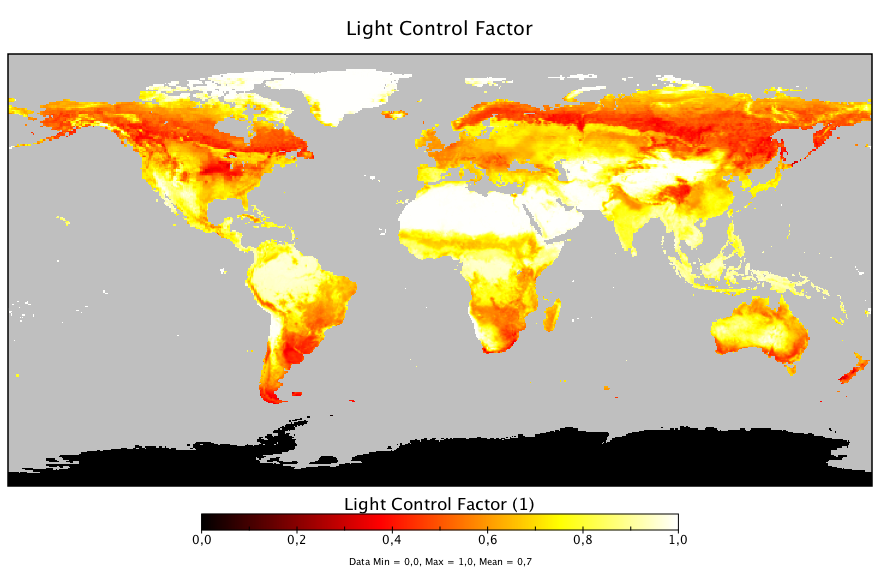 Light Control Factor
Light Control Factor (1)
0,0 0,2 0,4 0,6 0,8 1,0
Data Min = 0,0, Max = 1,0, Mean = 0,7